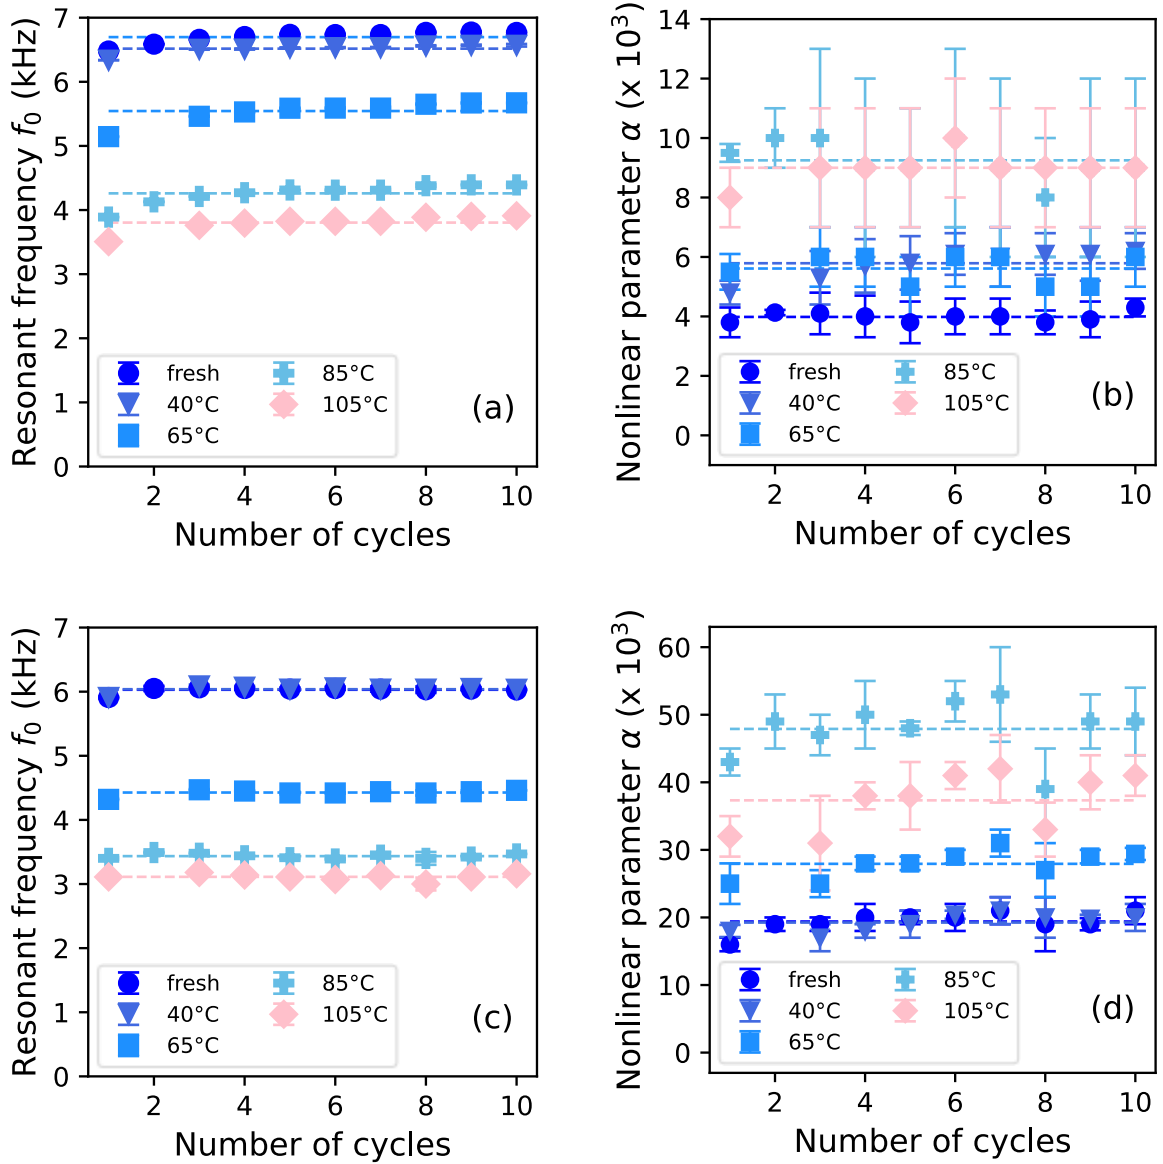 7
6
5
4
3
2
1
0
Resonant frequency f₀ (kHz)
fresh
40°C
65°C
85°C
105°C
(a)
2 4 6 8 10
Number of cycles
14
12
10
8
6
4
2
0
Nonlinear parameter α (x 10³)
fresh
40°C
65°C
85°C
105°C
(b)
2 4 6 8 10
Number of cycles
7
6
5
4
3
2
1
0
Resonant frequency f₀ (kHz)
fresh
40°C
65°C
85°C
105°C
(c)
2 4 6 8 10
Number of cycles
60
50
40
30
20
10
0
Nonlinear parameter α (x 10³)
fresh
40°C
65°C
85°C
105°C
(d)
2 4 6 8 10
Number of cycles